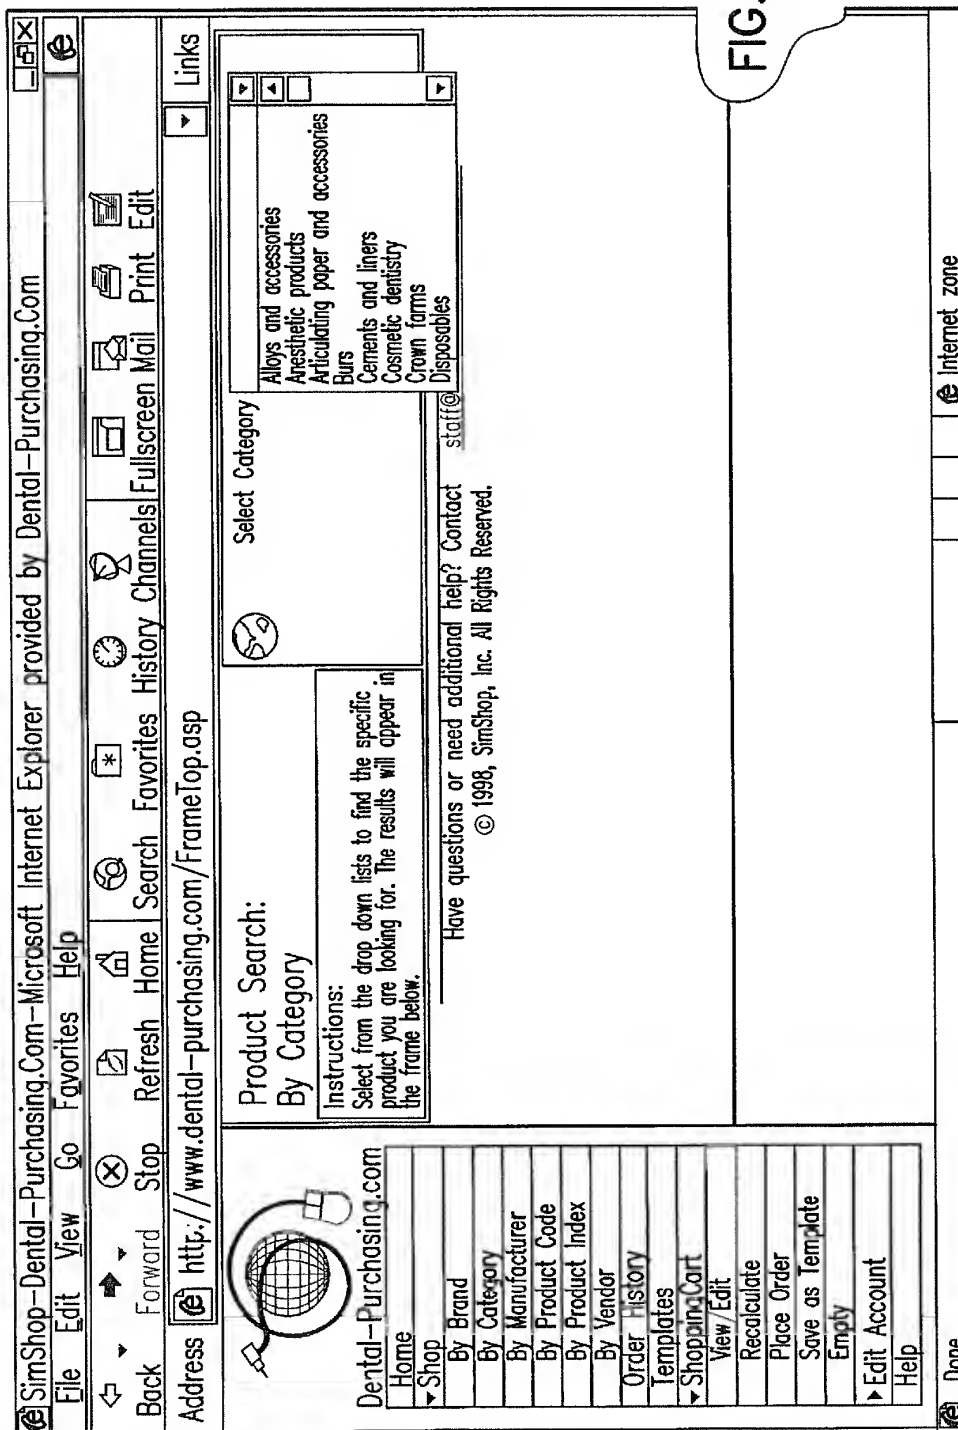 SimShop-Dental-Purchasing.Com-Microsoft Internet Explorer provided by Dental-Purchasing.Com
File Edit View Go Favorites Help
Back Forward Stop Refresh Home Search Favorites History Channels Fullscreen Mail Print Edit
Address http://www.dental-purchasing.com/FrameTop.asp Links
Dental-Purchasing.com
Home
Shop
By Brand
By Category
By Manufacturer
By Product Code
By Product Index
By Vendor
Order History
Templates
ShoppingCart
View/Edit
Recalculate
Place Order
Save as Template
Empty
Edit Account
Help
Product Search:
By Category
Instructions:
Select from the drop down lists to find the specific
product you are looking for. The results will appear in
the frame below.
Select Category
Alloys and accessories
Anesthetic products
Articulating paper and accessories
Burs
Cements and liners
Cosmetic dentistry
Crown farms
Disposables
Have questions or need additional help? Contact staff@
© 1998, SimShop, Inc. All Rights Reserved.
FIG.
Done Internet zone